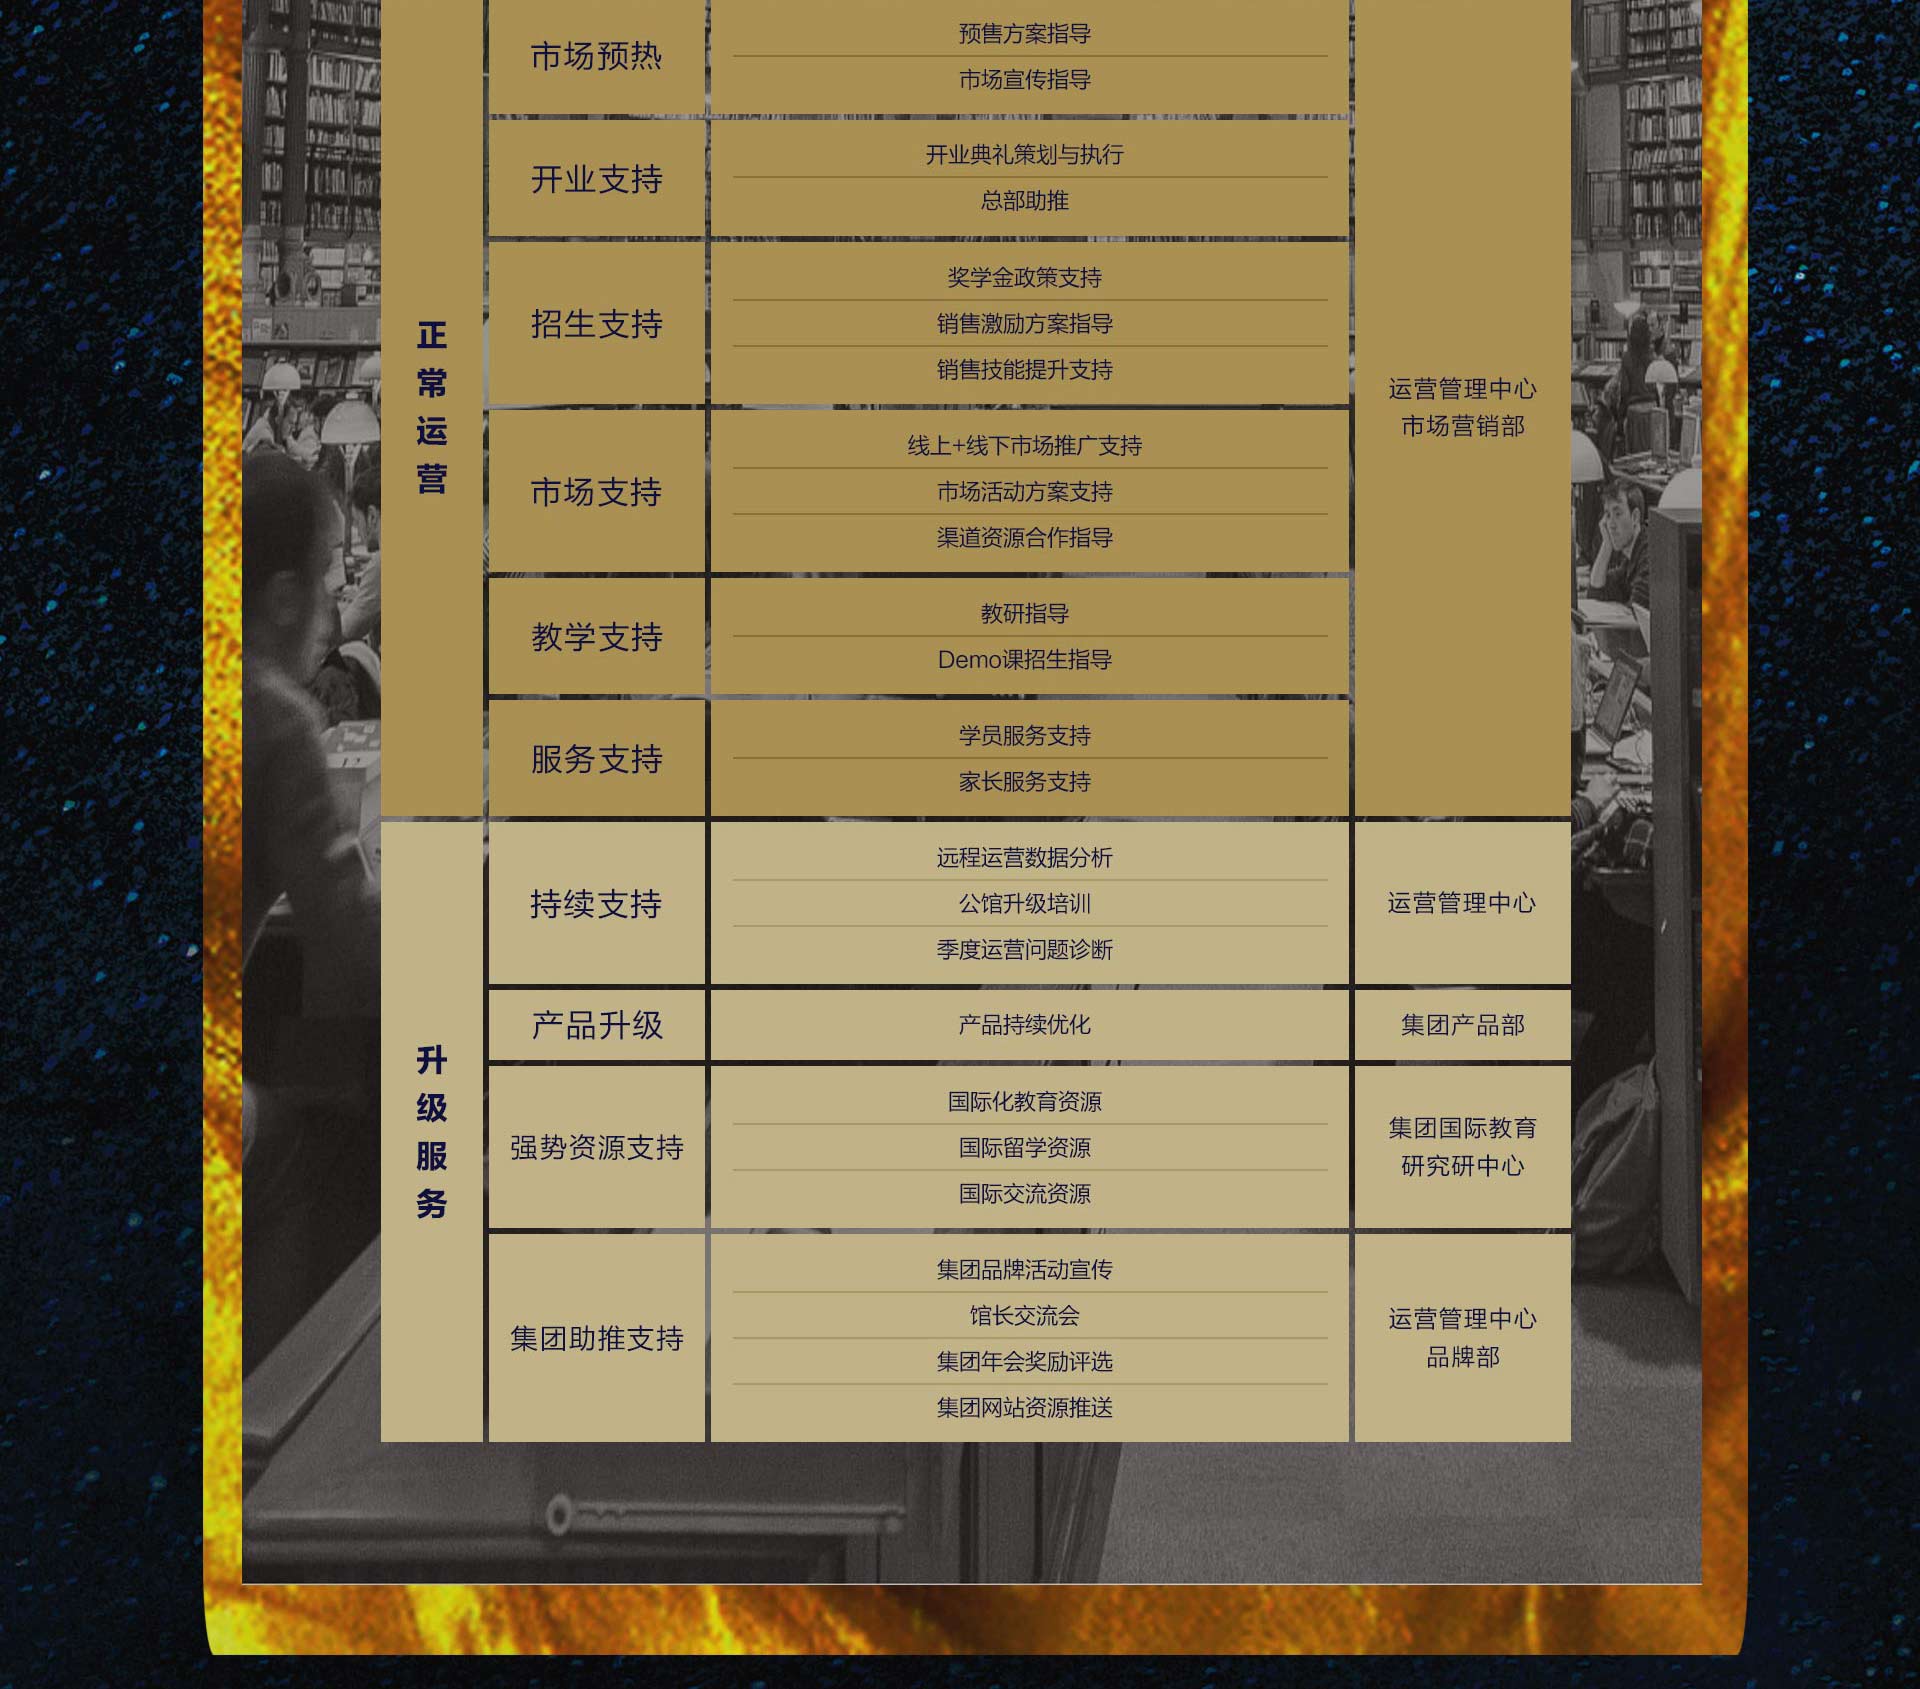 市场预热
预售方案指导
市场宣传指导
开业支持
开业典礼策划与执行
总部助推
招生支持
奖学金政策支持
销售激励方案指导
销售技能提升支持
正常运营
运营管理中心
市场营销部
市场支持
线上+线下市场推广支持
市场活动方案支持
渠道资源合作指导
教学支持
教研指导
Demo课招生指导
服务支持
学员服务支持
家长服务支持
升级服务
持续支持
远程运营数据分析
公馆升级培训
季度运营问题诊断
运营管理中心
产品升级
产品持续优化
集团产品部
强势资源支持
国际化教育资源
国际留学资源
国际交流资源
集团国际教育
研究研中心
集团助推支持
集团品牌活动宣传
馆长交流会
集团年会奖励评选
集团网站资源推送
运营管理中心
品牌部